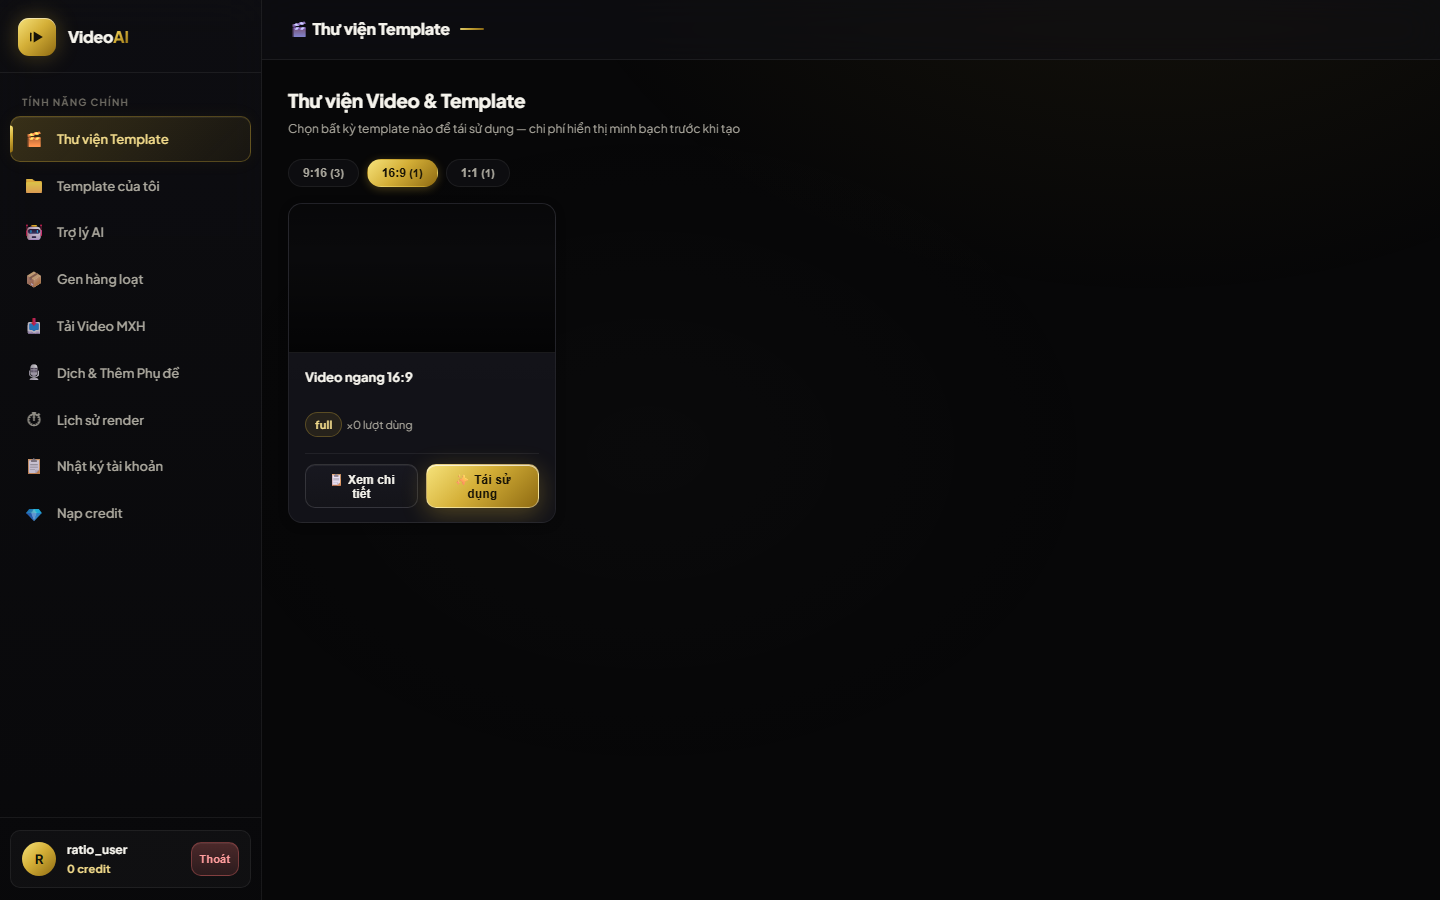 VideoAI
TÍNH NĂNG CHÍNH
Thư viện Template
Template của tôi
Trợ lý AI
Gen hàng loạt
Tải Video MXH
Dịch & Thêm Phụ đề
Lịch sử render
Nhật ký tài khoản
Nạp credit
R
ratio_user
0 credit
Thoát
Thư viện Template
Thư viện Video & Template
Chọn bất kỳ template nào để tái sử dụng — chi phí hiển thị minh bạch trước khi tạo
9:16 (3)
16:9 (1)
1:1 (1)
Video ngang 16:9
full ×0 lượt dùng
Xem chi
tiết
Tái sử
dụng